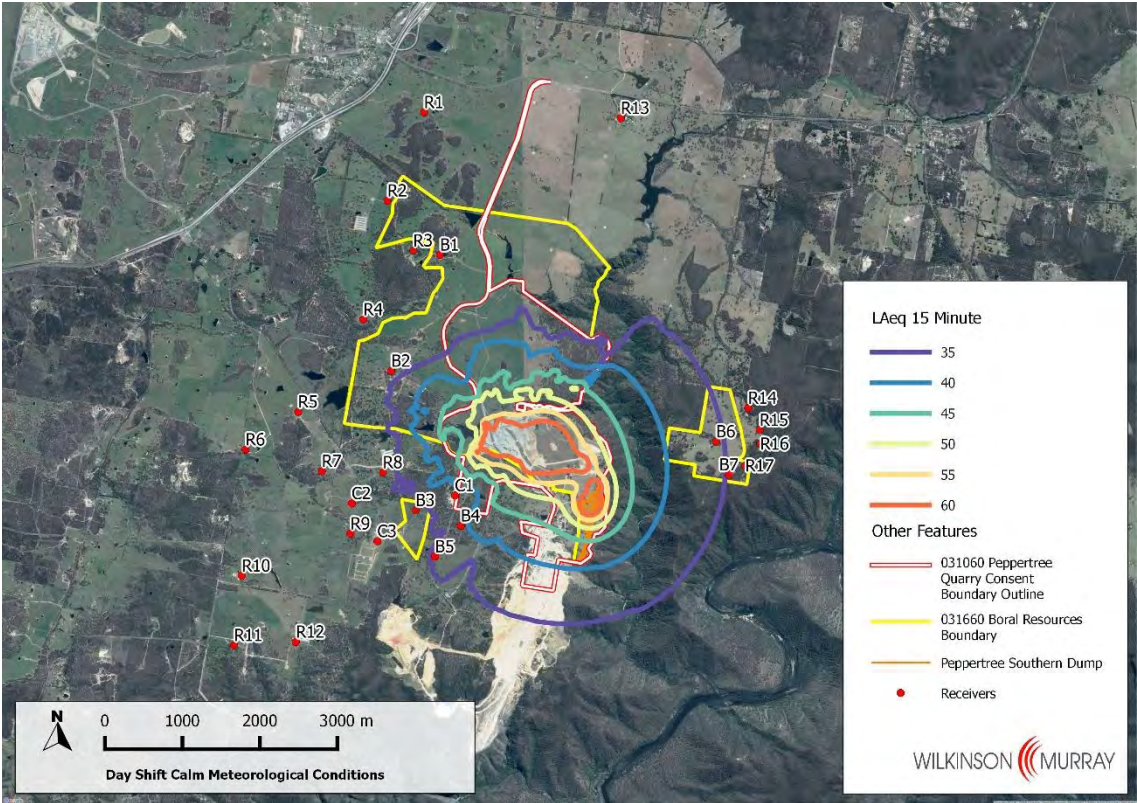 R1
R13
R2
R3
B1
R4
B2
R5
R14
R15
B6
R16
R6
R7
R8
B7
R17
C1
C2
B3
B4
R9
C3
B5
R10
R11
R12
LAeq 15 Minute
35
40
45
50
55
60
Other Features
031060 Peppertree
Quarry Consent
Boundary Outline
031660 Boral Resources
Boundary
Peppertree Southern Dump
Receivers
WILKINSON MURRAY
N
0 1000 2000 3000 m
Day Shift Calm Meteorological Conditions